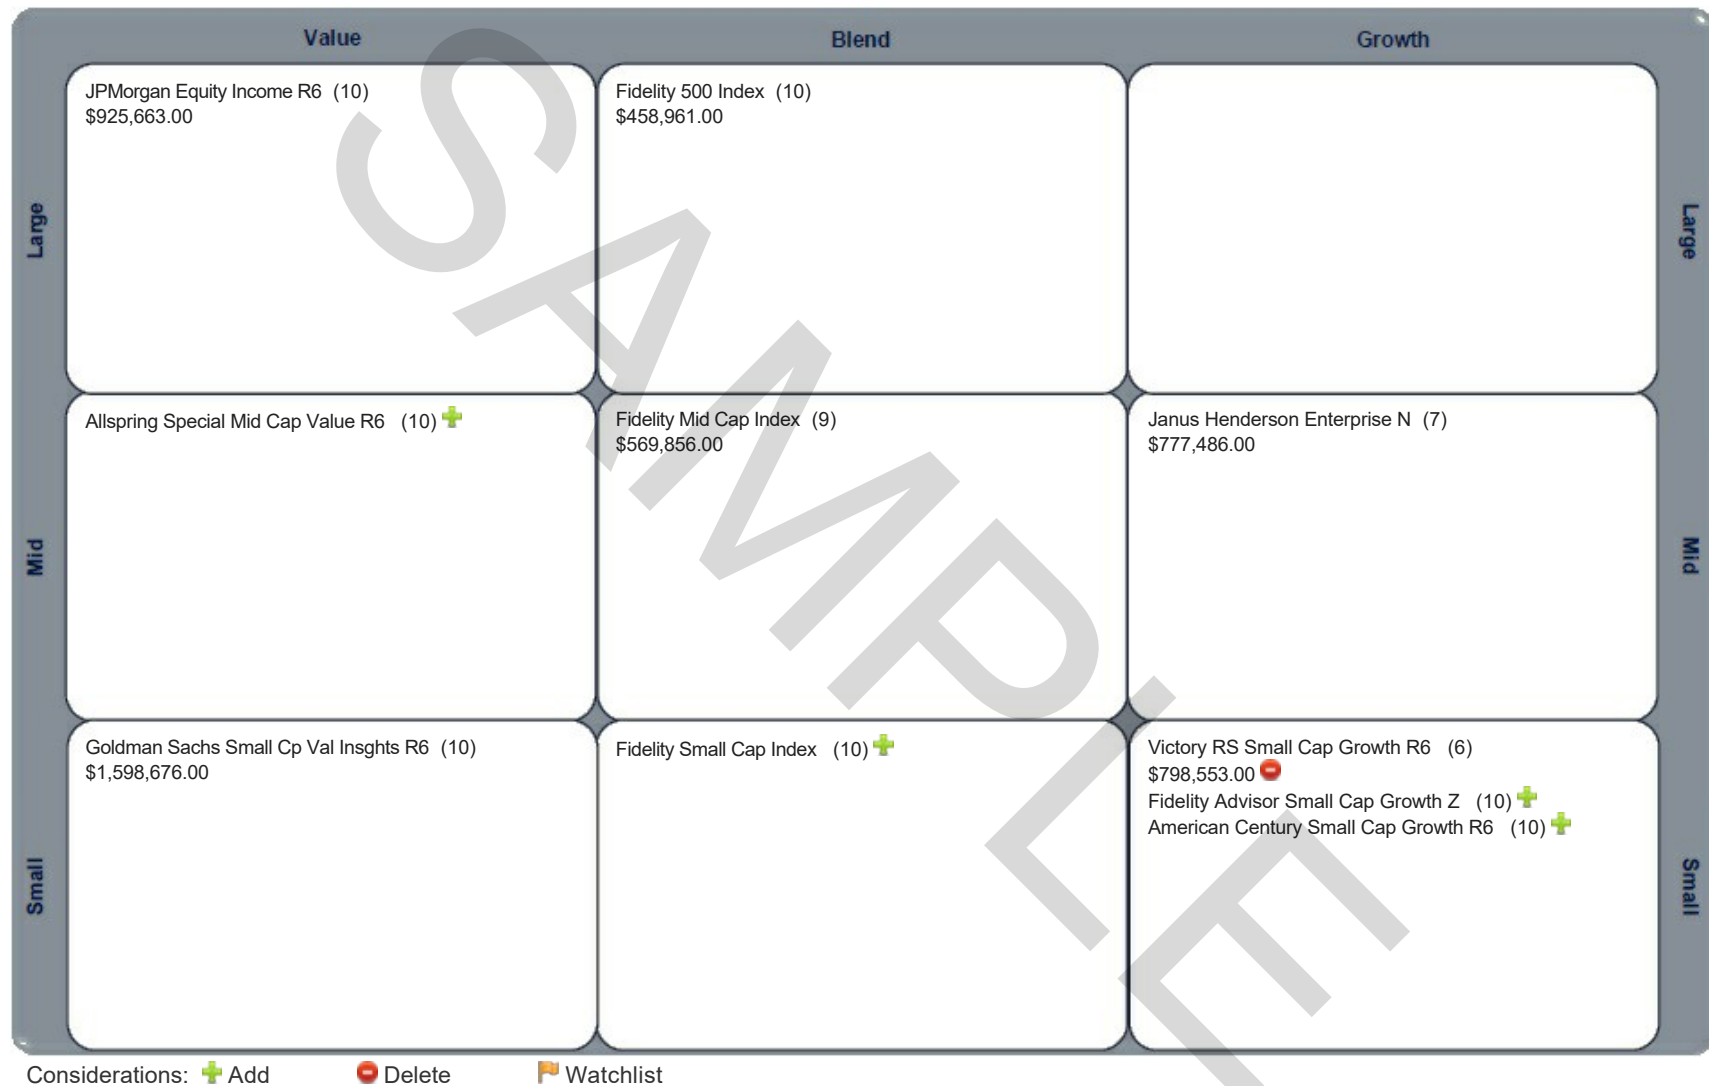 Value Blend Growth
Large
JPMorgan Equity Income R6 (10)
$925,663.00
Fidelity 500 Index (10)
$458,961.00
Large
Mid
Allspring Special Mid Cap Value R6 (10)
Fidelity Mid Cap Index (9)
$569,856.00
Janus Henderson Enterprise N (7)
$777,486.00
Mid
Small
Goldman Sachs Small Cp Val Insghts R6 (10)
$1,598,676.00
Fidelity Small Cap Index (10)
Victory RS Small Cap Growth R6 (6)
$798,553.00
Fidelity Advisor Small Cap Growth Z (10)
American Century Small Cap Growth R6 (10)
Small
Considerations: Add Delete Watchlist
SAMPLE